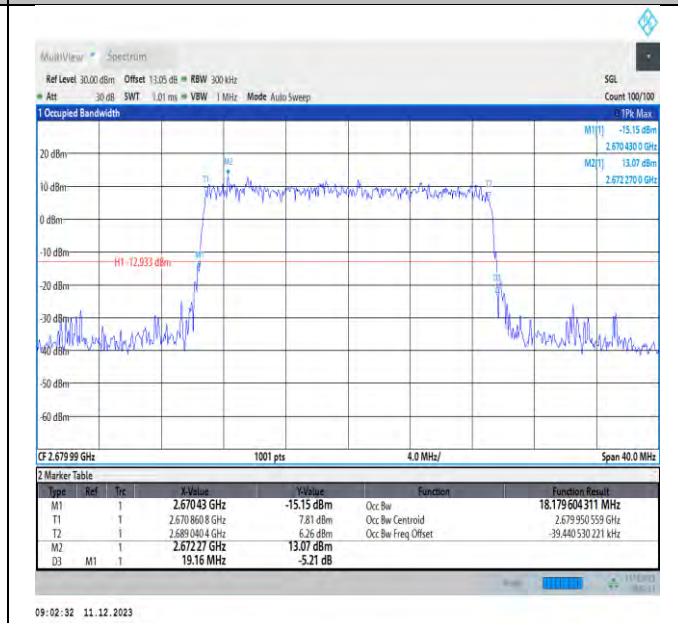 MultiView Spectrum
Ref Level 30.00 dBm Offset 13.05 dB RBW 300 kHz SGL
Att 30 dB SWT 1.01 ms VBW 1 MHz Mode Auto Sweep Count 100/100
1 Occupied Bandwidth 1Pk Max
M1[1] -15.15 dBm
2.670 430 0 GHz
M2[1] 13.07 dBm
2.672 270 0 GHz
20 dBm
M2
T1 T2
10 dBm
0 dBm
-10 dBm
M1
H1 -12.933 dBm
D3
-20 dBm
-30 dBm
-40 dBm
-50 dBm
-60 dBm
CF 2.679 99 GHz 1001 pts 4.0 MHz/ Span 40.0 MHz
2 Marker Table
Type Ref Trc X-Value Y-Value Function Function Result
M1 1 2.670 43 GHz -15.15 dBm Occ Bw 18.179 604 311 MHz
T1 1 2.670 860 8 GHz 7.81 dBm Occ Bw Centroid 2.679 950 559 GHz
T2 1 2.689 040 4 GHz 6.26 dBm Occ Bw Freq Offset -39.440 530 221 kHz
M2 1 2.672 27 GHz 13.07 dBm
D3 M1 1 19.16 MHz -5.21 dB
09:02:32 11.12.2023